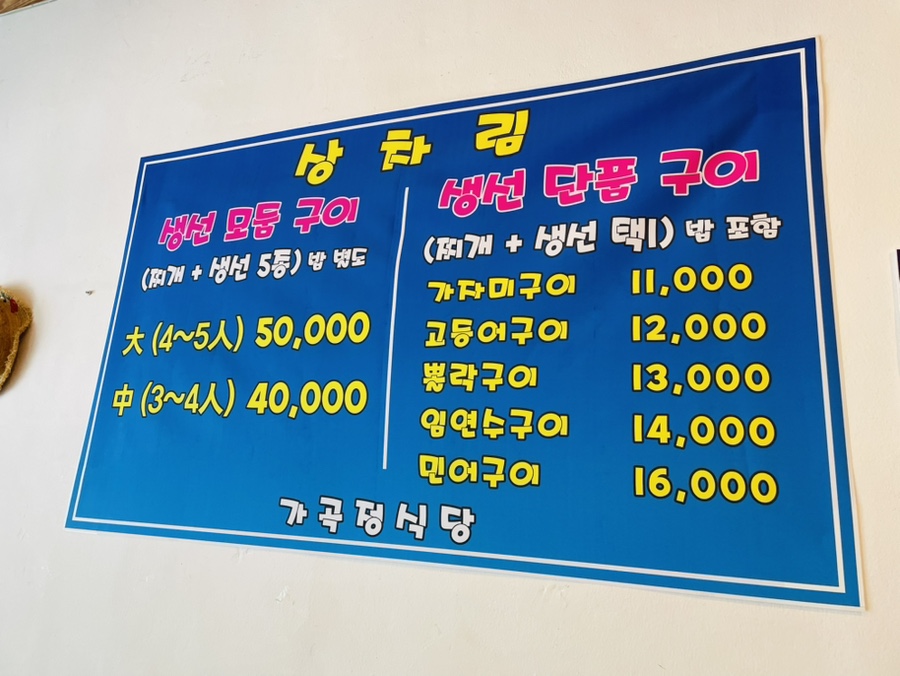 상 차 림
생선 모듬 구이
(찌개 + 생선 5종) 밥 별도
大 (4~5人) 50,000
中 (3~4人) 40,000
생선 단품 구이
(찌개 + 생선 택1) 밥 포함
가자미구이 11,000
고등어구이 12,000
뽈락구이 13,000
임연수구이 14,000
민어구이 16,000
가곡정식당